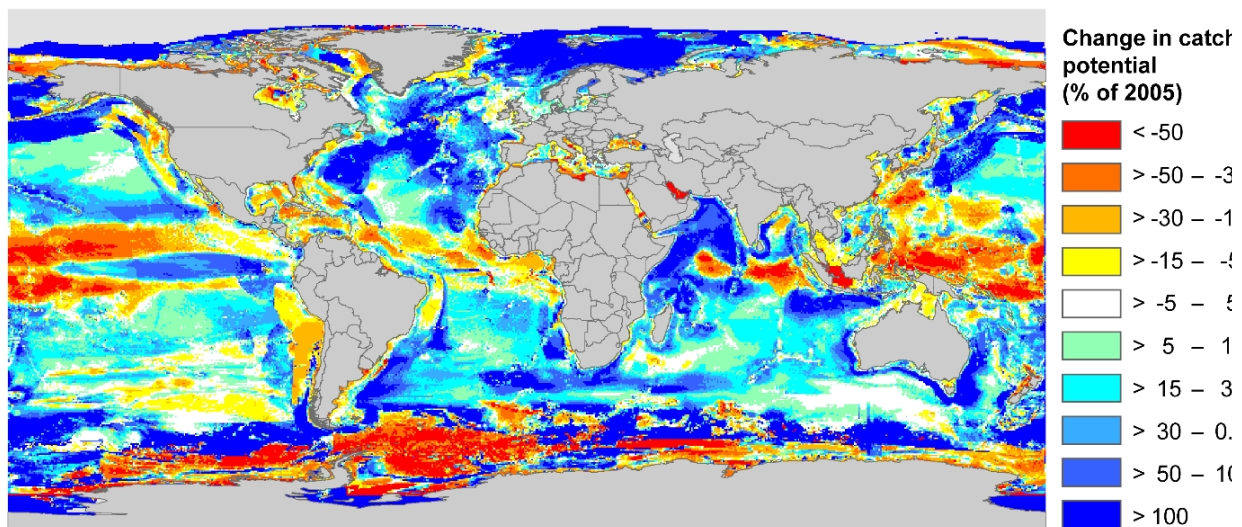 Change in catch
potential
(% of 2005)
< -50
> -50 – -3
> -30 – -1
> -15 – -5
> -5 – 5
> 5 – 1
> 15 – 3
> 30 – 0.
> 50 – 10
> 100